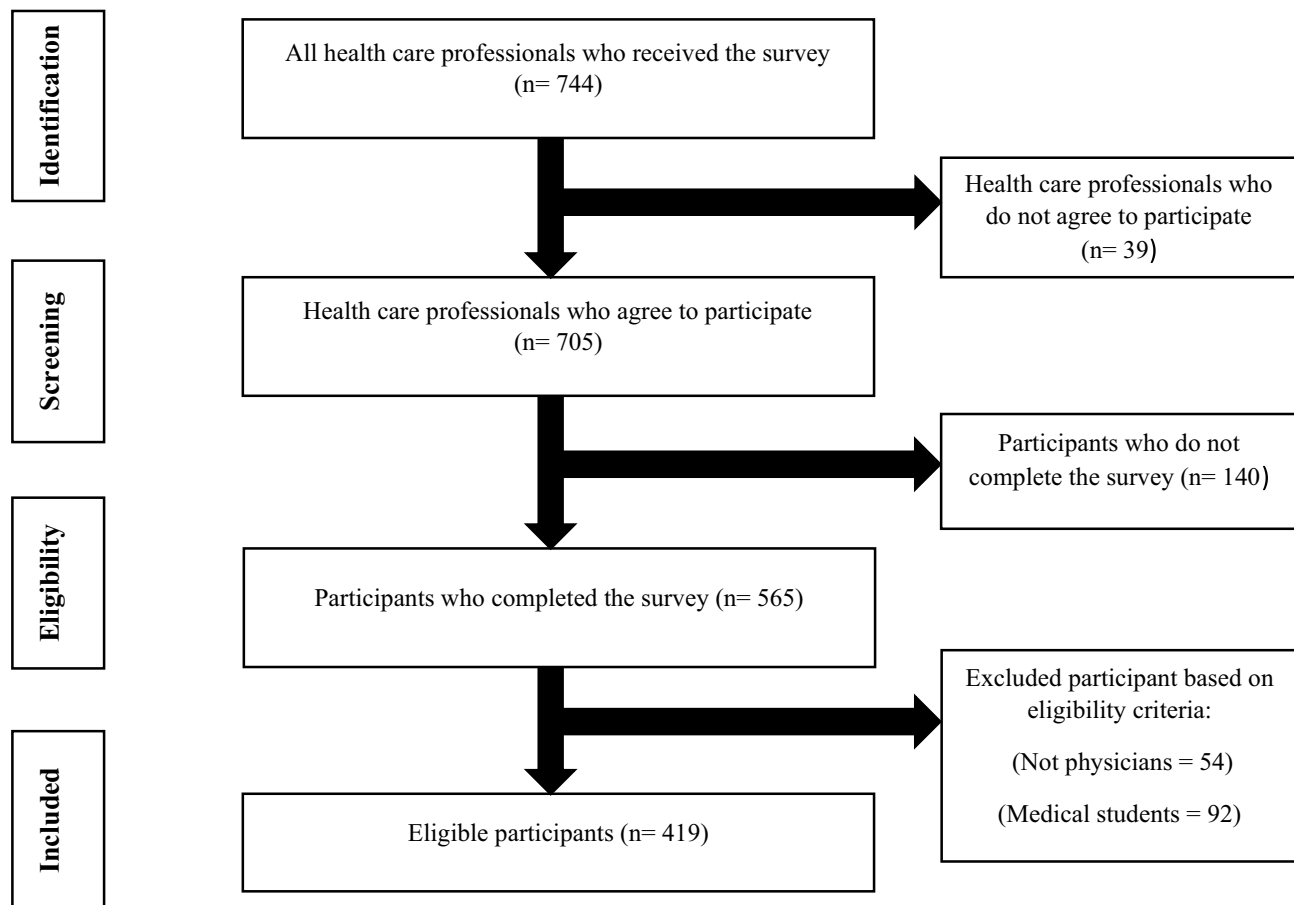 Identification
All health care professionals who received the survey
(n= 744)
Health care professionals who
do not agree to participate
(n= 39)
Screening
Health care professionals who agree to participate
(n= 705)
Participants who do not
complete the survey (n= 140)
Eligibility
Participants who completed the survey (n= 565)
Excluded participant based on
eligibility criteria:
(Not physicians = 54)
(Medical students = 92)
Included
Eligible participants (n= 419)